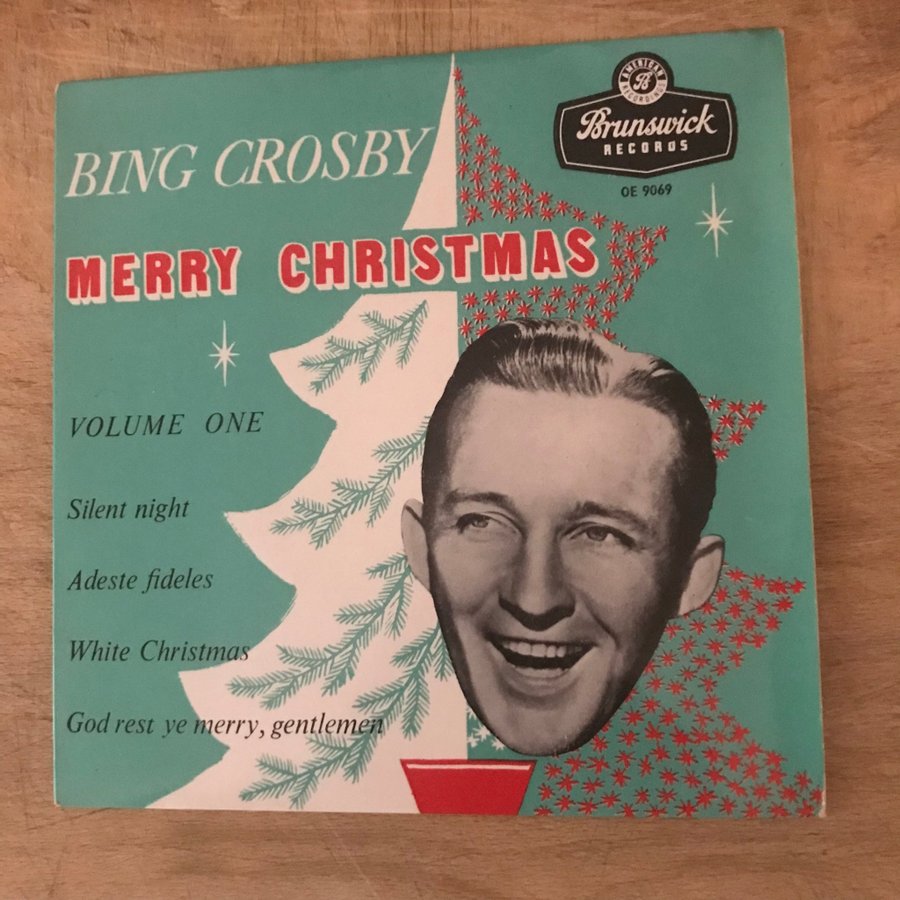 AMERICAN
B
RECORDINGS
Brunswick
RECORDS
OE 9069
BING CROSBY
MERRY CHRISTMAS
VOLUME ONE
Silent night
Adeste fideles
White Christmas
God rest ye merry, gentlemen